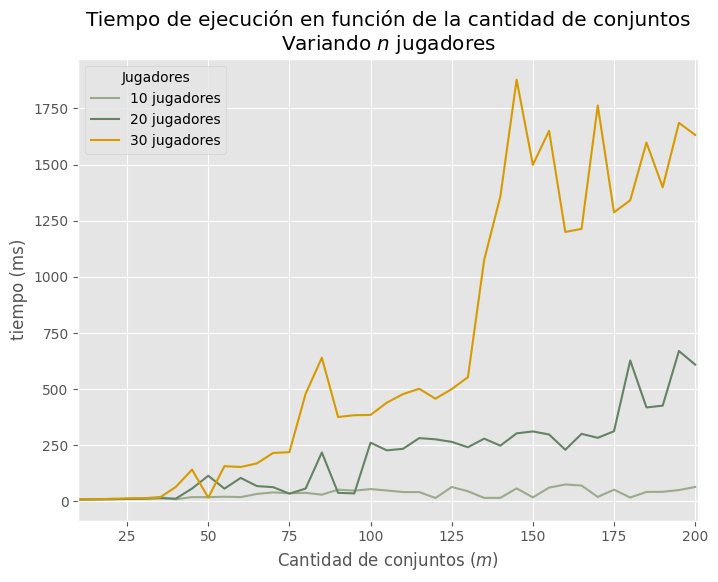 Tiempo de ejecución en función de la cantidad de conjuntos
Variando n jugadores
Jugadores
10 jugadores
20 jugadores
30 jugadores
tiempo (ms)
1750
1500
1250
1000
750
500
250
0
25 50 75 100 125 150 175 200
Cantidad de conjuntos (m)